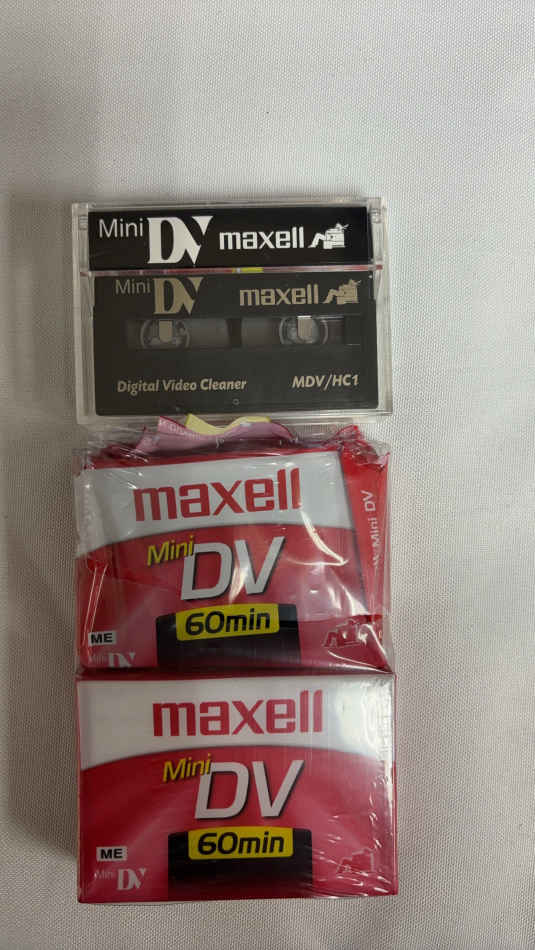 Mini DV maxell
Mini DV maxell
Digital Video Cleaner MDV/HC1
maxell
Mini DV
Mini
DV
60min
ME
Mini DV
maxell
Mini
DV
60min
ME
Mini DV